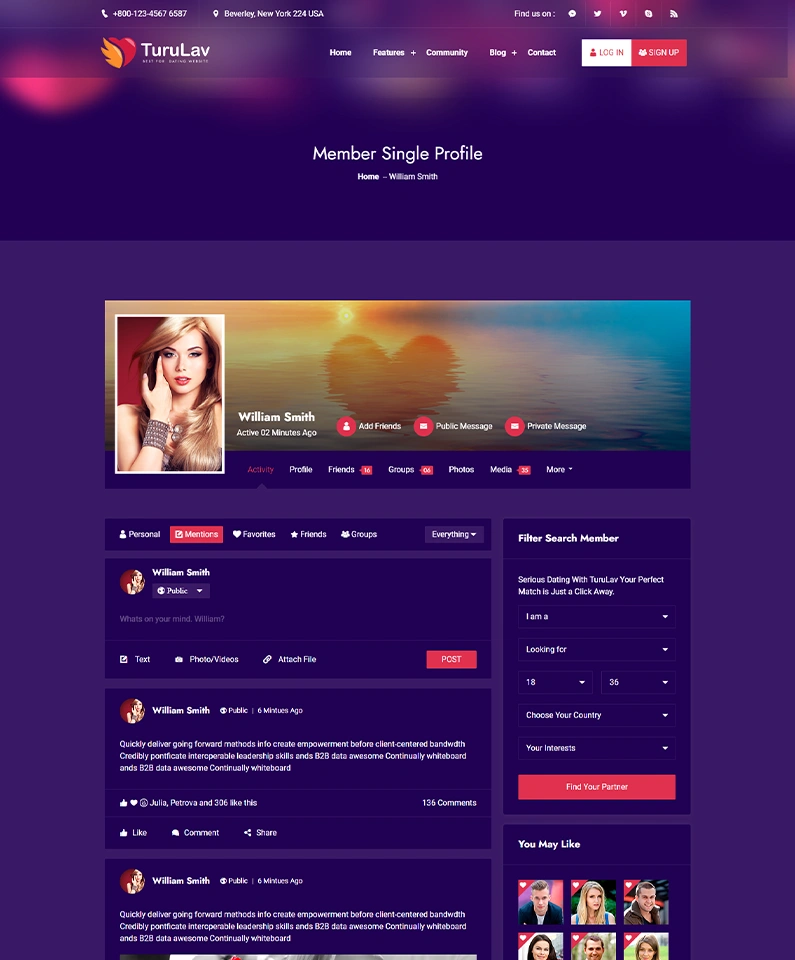 +800-123-4567 6587
Beverley, New York 224 USA
Find us on :
TuruLav
BEST FOR DATING WEBSITE
Home
Features +
Community
Blog +
Contact
LOG IN
SIGN UP
Member Single Profile
Home – William Smith
William Smith
Active 02 Minutes Ago
Add Friends
Public Message
Private Message
Activity
Profile
Friends 16
Groups 06
Photos
Media 35
More
Personal
Mentions
Favorites
Friends
Groups
Everything
William Smith
Public
Whats on your mind. William?
Text
Photo/Videos
Attach File
POST
William Smith Public | 6 Mintues Ago
Quickly deliver going forward methods info create empowerment before client-centered bandwdth
Credibly pontficate interoperable leadership skills ands B2B data awesome Continually whiteboard
ands B2B data awesome Continually whiteboard
Julia, Petrova and 306 like this
136 Comments
Like
Comment
Share
William Smith Public | 6 Mintues Ago
Quickly deliver going forward methods info create empowerment before client-centered bandwdth
Credibly pontficate interoperable leadership skills ands B2B data awesome Continually whiteboard
ands B2B data awesome Continually whiteboard
Filter Search Member
Serious Dating With TuruLav Your Perfect
Match is Just a Click Away.
I am a
Looking for
18
36
Choose Your Country
Your Interests
Find Your Partner
You May Like